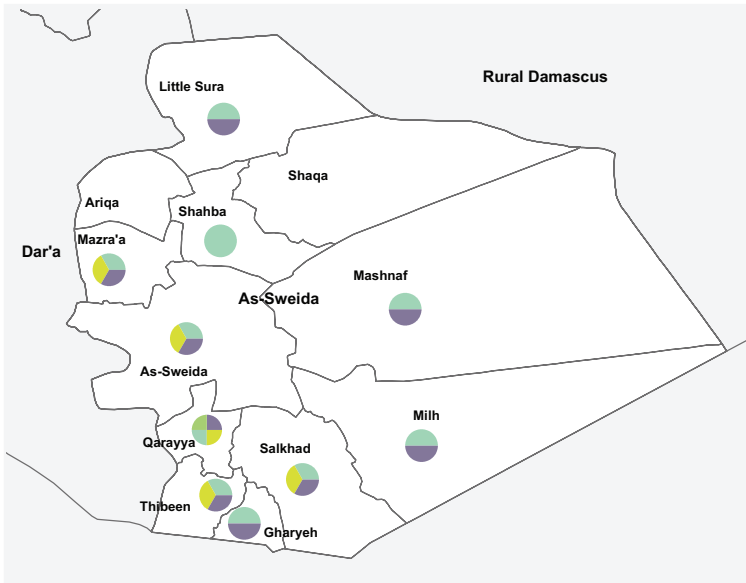 Rural Damascus
Little Sura
Shaqa
Ariqa
Shahba
Mazra'a
Dar'a
Mashnaf
As-Sweida
As-Sweida
Milh
Qarayya
Salkhad
Thibeen
Gharyeh